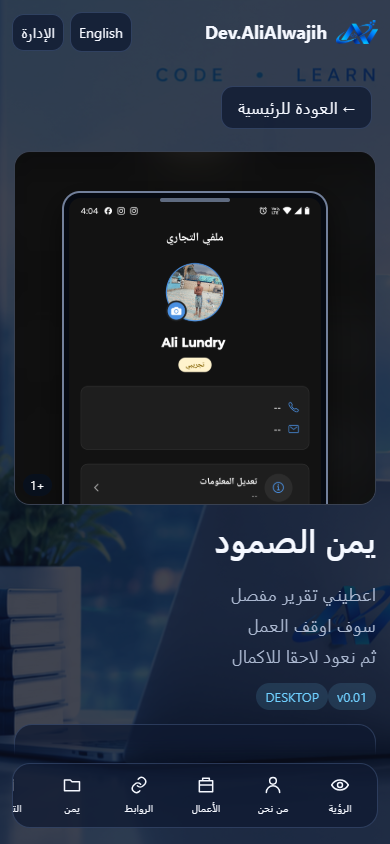 Dev.AliAlwajih
English
الإدارة
CODE • LEARN
← العودة للرئيسية
4:04
ملفي التجاري
Ali Lundry
تجريبي
--
--
تعديل المعلومات
--
+1
يمن الصمود
اعطيني تقرير مفصل
سوف اوقف العمل
ثم نعود لاحقا للاكمال
v0.01
DESKTOP
الرؤية
من نحن
الأعمال
الروابط
يمن
الت